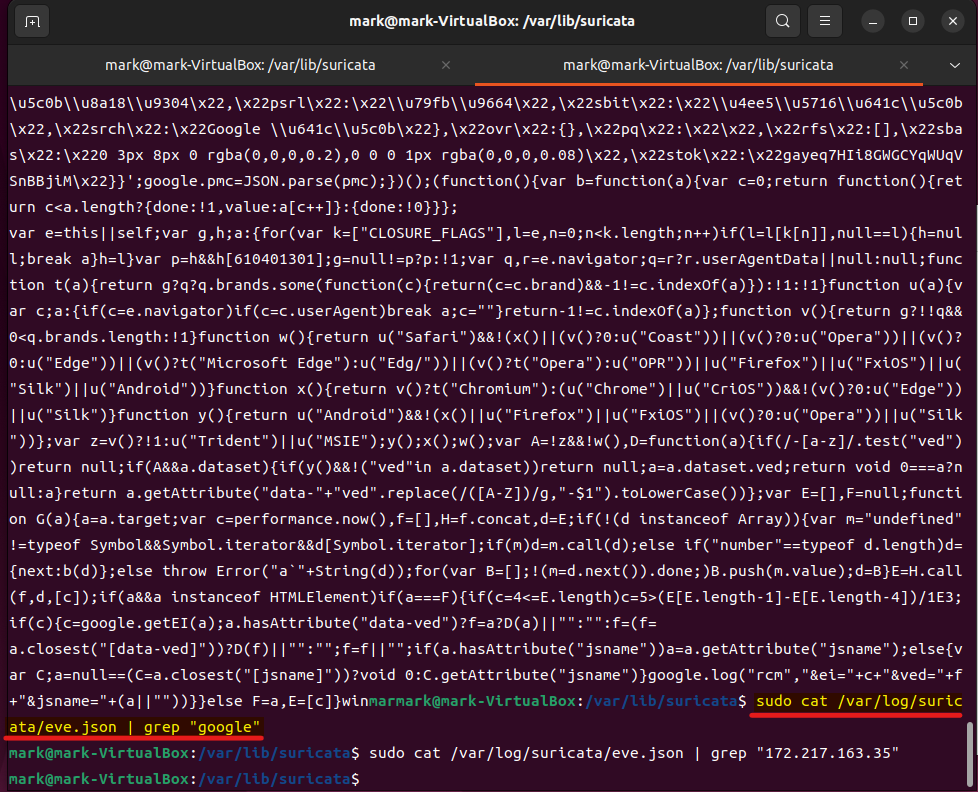 mark@mark-VirtualBox: /var/lib/suricata
mark@mark-VirtualBox: /var/lib/suricata
mark@mark-VirtualBox: /var/lib/suricata
\u5c0b\\u8a18\\u9304\x22,\x22psrl\x22:\x22\\u79fb\\u9664\x22,\x22sbit\x22:\x22\\u4ee5\\u5716\\u641c\\u5c0b
\x22,\x22srch\x22:\x22Google \\u641c\\u5c0b\x22},\x22ovr\x22:{},\x22pq\x22:\x22\x22,\x22rfs\x22:[],\x22sba
s\x22:\x220 3px 8px 0 rgba(0,0,0,0.2),0 0 0 1px rgba(0,0,0,0.08)\x22,\x22stok\x22:\x22gayeq7HIi8GWGCYqWUqV
SnBBjiM\x22}}';google.pmc=JSON.parse(pmc);})();(function(){var b=function(a){var c=0;return function(){ret
urn c<a.length?{done:!1,value:a[c++]}:{done:!0}}};
var e=this||self;var g,h;a:{for(var k=["CLOSURE_FLAGS"],l=e,n=0;n<k.length;n++)if(l=l[k[n]],null==l){h=nul
l;break a}h=l}var p=h&&h[610401301];g=null!=p?p:!1;var q,r=e.navigator;q=r?r.userAgentData||null:null;func
tion t(a){return g?q?q.brands.some(function(c){return(c=c.brand)&&-1!=c.indexOf(a)}):!1:!1}function u(a){v
ar c;a:{if(c=e.navigator)if(c=c.userAgent)break a;c=""}return-1!=c.indexOf(a)};function v(){return g?!!q&&
0<q.brands.length:!1}function w(){return u("Safari")&&!(x()||(v()?0:u("Coast"))||(v()?0:u("Opera"))||(v()?
0:u("Edge"))||(v()?t("Microsoft Edge"):u("Edg/"))||(v()?t("Opera"):u("OPR"))||u("Firefox")||u("FxiOS")||u(
"Silk")||u("Android"))}function x(){return v()?t("Chromium"):(u("Chrome")||u("CriOS"))&&!(v()?0:u("Edge"))
||u("Silk")}function y(){return u("Android")&&!(x()||u("Firefox")||u("FxiOS")||(v()?0:u("Opera"))||u("Silk
"))};var z=v()?!1:u("Trident")||u("MSIE");y();x();w();var A=!z&&!w(),D=function(a){if(/-[a-z]/.test("ved")
)return null;if(A&&a.dataset){if(y()&&!("ved"in a.dataset))return null;a=a.dataset.ved;return void 0===a?n
ull:a}return a.getAttribute("data-"+"ved".replace(/([A-Z])/g,"-$1").toLowerCase())};var E=[],F=null;functi
on G(a){a=a.target;var c=performance.now(),f=[],H=f.concat,d=E;if(!(d instanceof Array)){var m="undefined"
!=typeof Symbol&&Symbol.iterator&&d[Symbol.iterator];if(m)d=m.call(d);else if("number"==typeof d.length)d=
{next:b(d)};else throw Error("a`"+String(d));for(var B=[];!(m=d.next()).done;)B.push(m.value);d=B}E=H.call
(f,d,[c]);if(a&&a instanceof HTMLElement)if(a===F){if(c=4<=E.length)c=5>(E[E.length-1]-E[E.length-4])/1E3;
if(c){c=google.getEI(a);a.hasAttribute("data-ved")?f=a?D(a)||"":"":f=(f=
a.closest("[data-ved]"))?D(f)||"":"";f=f||"";if(a.hasAttribute("jsname"))a=a.getAttribute("jsname");else{v
ar C;a=null==(C=a.closest("[jsname]"))?void 0:C.getAttribute("jsname")}google.log("rcm","&ei="+c+"&ved="+f
+"&jsname="+(a||""))}}else F=a,E=[c]}winmarmark@mark-VirtualBox:/var/lib/suricata$ sudo cat /var/log/suric
ata/eve.json | grep "google"
mark@mark-VirtualBox:/var/lib/suricata$ sudo cat /var/log/suricata/eve.json | grep "172.217.163.35"
mark@mark-VirtualBox:/var/lib/suricata$